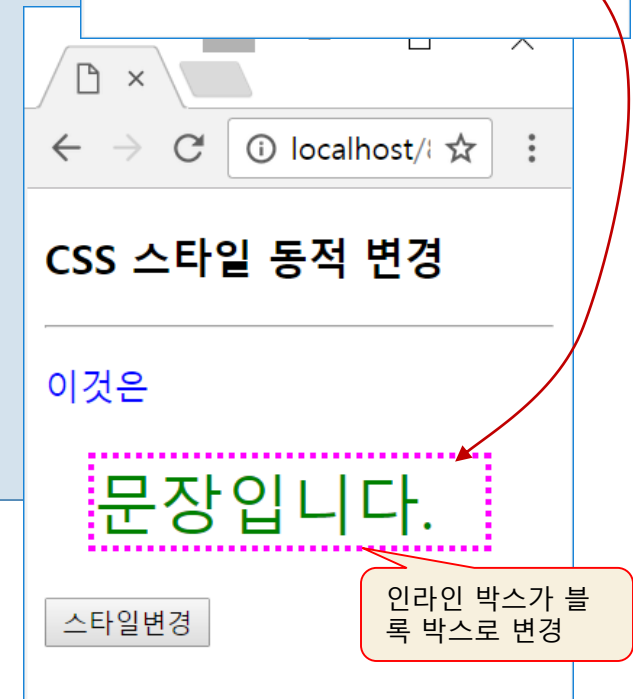 localhost/
CSS 스타일 동적 변경
이것은
문장입니다.
인라인 박스가 블
록 박스로 변경
스타일변경